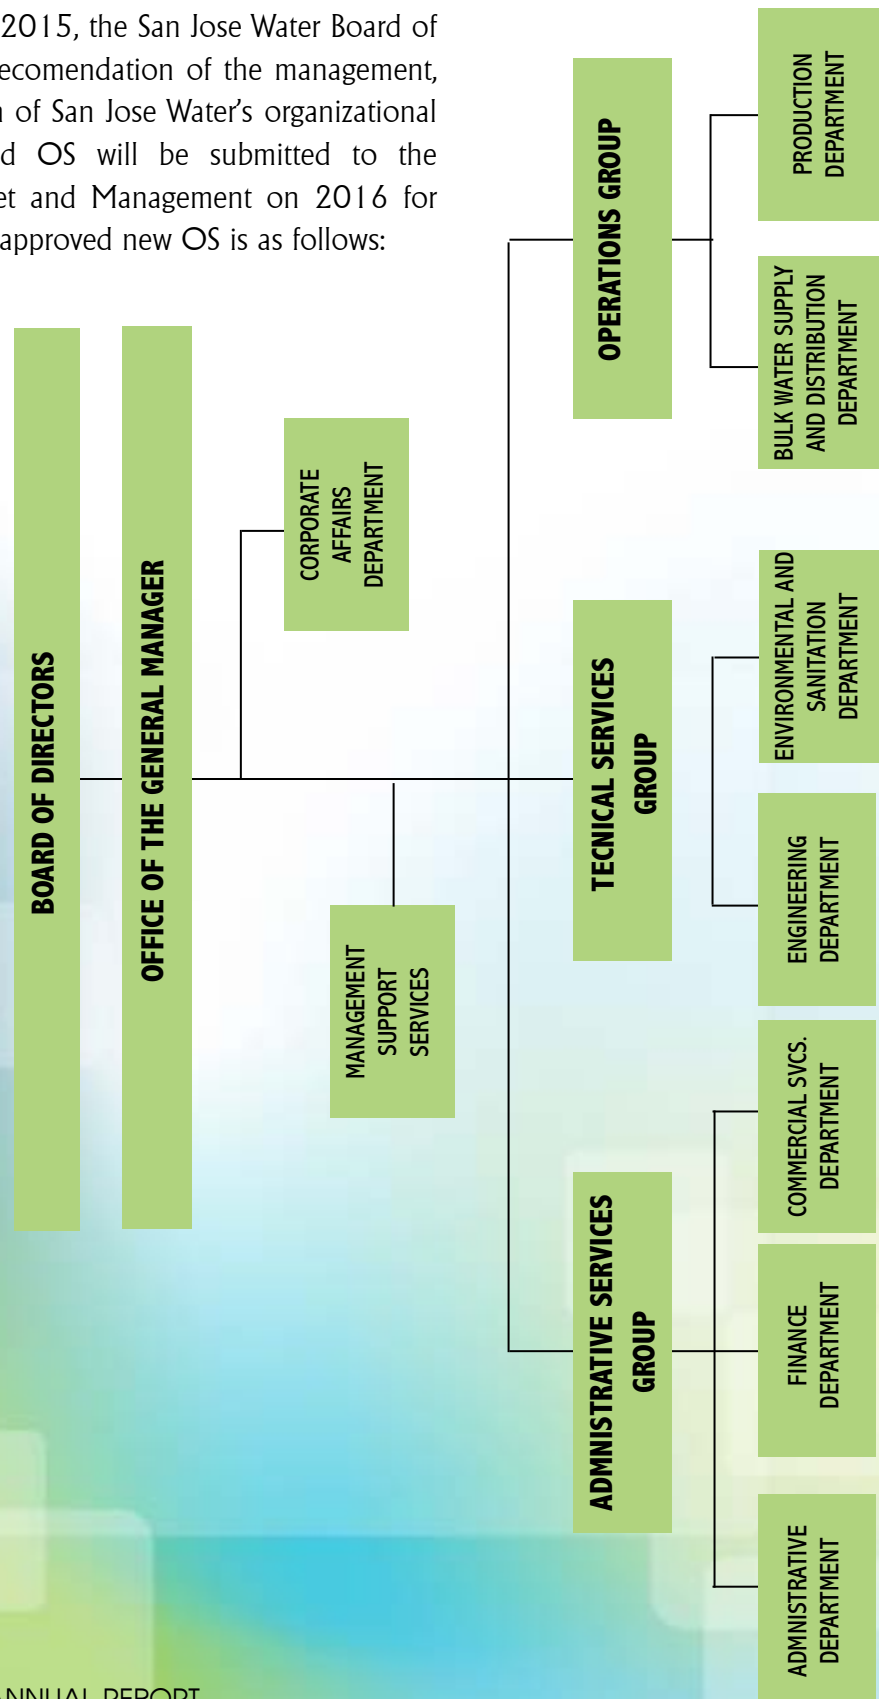 2015, the San Jose Water Board of
ecomendation of the management,
of San Jose Water's organizational
OS will be submitted to the
and Management on 2016 for
approved new OS is as follows:
BOARD OF DIRECTORS
OFFICE OF THE GENERAL MANAGER
CORPORATE
AFFAIRS
DEPARTMENT
MANAGEMENT
SUPPORT
SERVICES
ADMNISTRATIVE SERVICES
GROUP
TECNICAL SERVICES
GROUP
OPERATIONS GROUP
ADMNISTRATIVE
DEPARTMENT
FINANCE
DEPARTMENT
COMMERCIAL SVCS.
DEPARTMENT
ENGINEERING
DEPARTMENT
ENVIRONMENTAL AND
SANITATION
DEPARTMENT
BULK WATER SUPPLY
AND DISTRIBUTION
DEPARTMENT
PRODUCTION
DEPARTMENT
ANNUAL REPORT